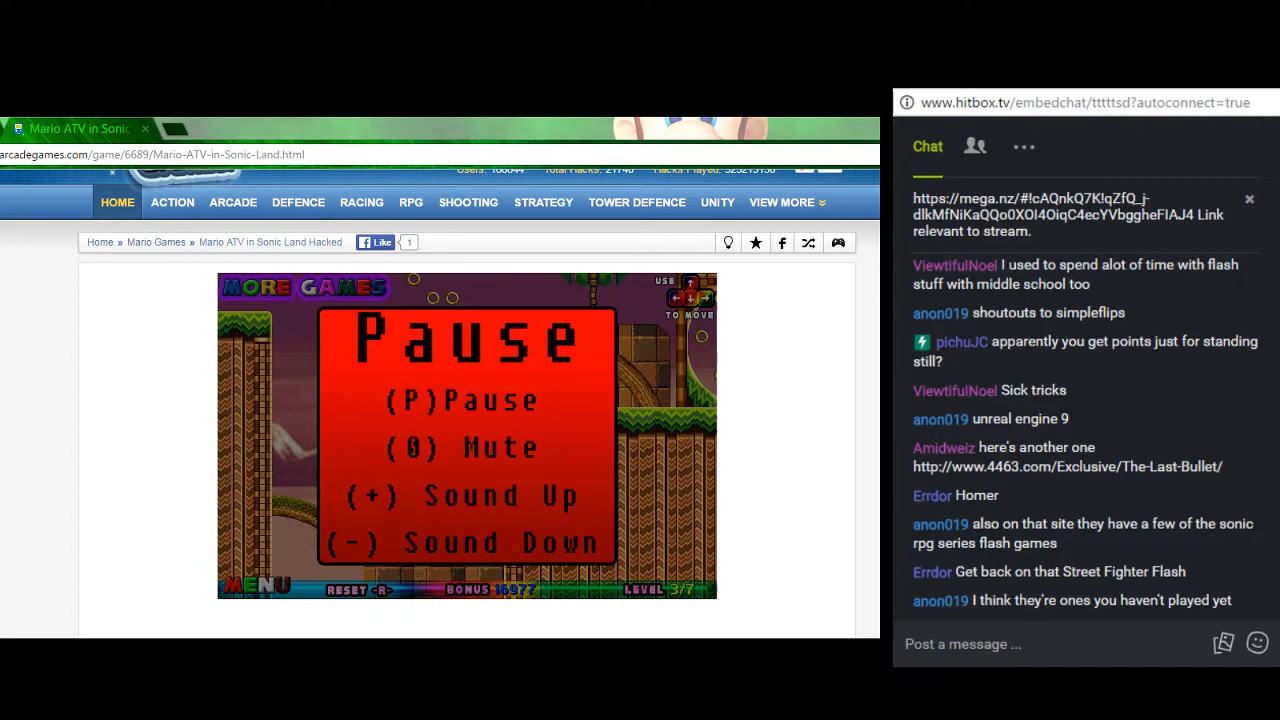 Mario ATV in Sonic
arcadegames.com/game/6689/Mario-ATV-in-Sonic-Land.html
HOME ACTION ARCADE DEFENCE RACING RPG SHOOTING STRATEGY TOWER DEFENCE UNITY VIEW MORE
Home » Mario Games » Mario ATV in Sonic Land Hacked Like 1
MORE GAMES
USE
TO MOVE
Pause
(P)Pause
(0) Mute
(+) Sound Up
(-) Sound Down
MENU RESET -R- BONUS 16977 LEVEL 3/7
www.hitbox.tv/embedchat/tttttsd?autoconnect=true
Chat
https://mega.nz/#!cAQnkQ7K!qZfQ_j-
dlkMfNiKaQQo0XOI4OiqC4ecYVbggheFIAJ4 Link
relevant to stream.
ViewtifulNoel I used to spend alot of time with flash
stuff with middle school too
anon019 shoutouts to simpleflips
pichuJC apparently you get points just for standing
still?
ViewtifulNoel Sick tricks
anon019 unreal engine 9
Amidweiz here's another one
http://www.4463.com/Exclusive/The-Last-Bullet/
Errdor Homer
anon019 also on that site they have a few of the sonic
rpg series flash games
Errdor Get back on that Street Fighter Flash
anon019 I think they're ones you haven't played yet
Post a message ...